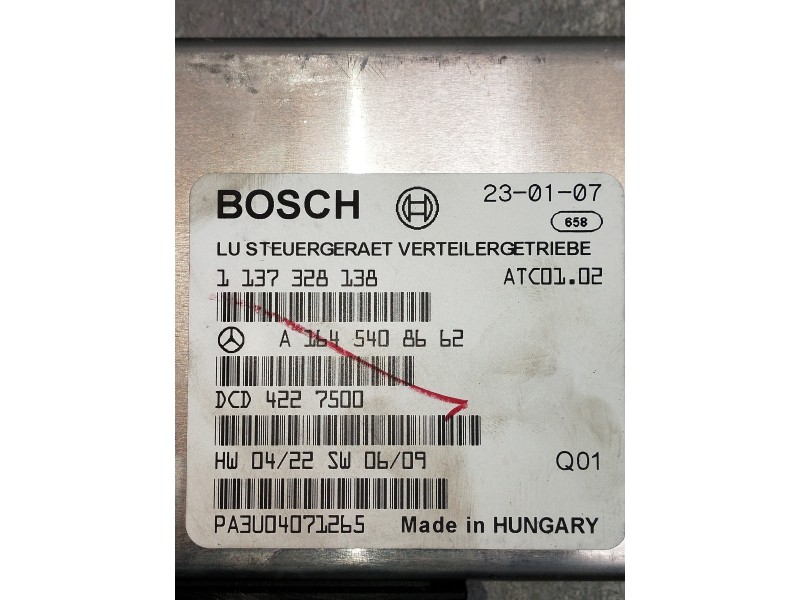 BOSCH 23-01-07
658
LU STEUERGERAET VERTEILERGETRIEBE
1 137 328 138 ATC01.02
A 164 540 86 62
DCD 422 7500
HW 04/22 SW 06/09 Q01
PA3U04071265 Made in HUNGARY